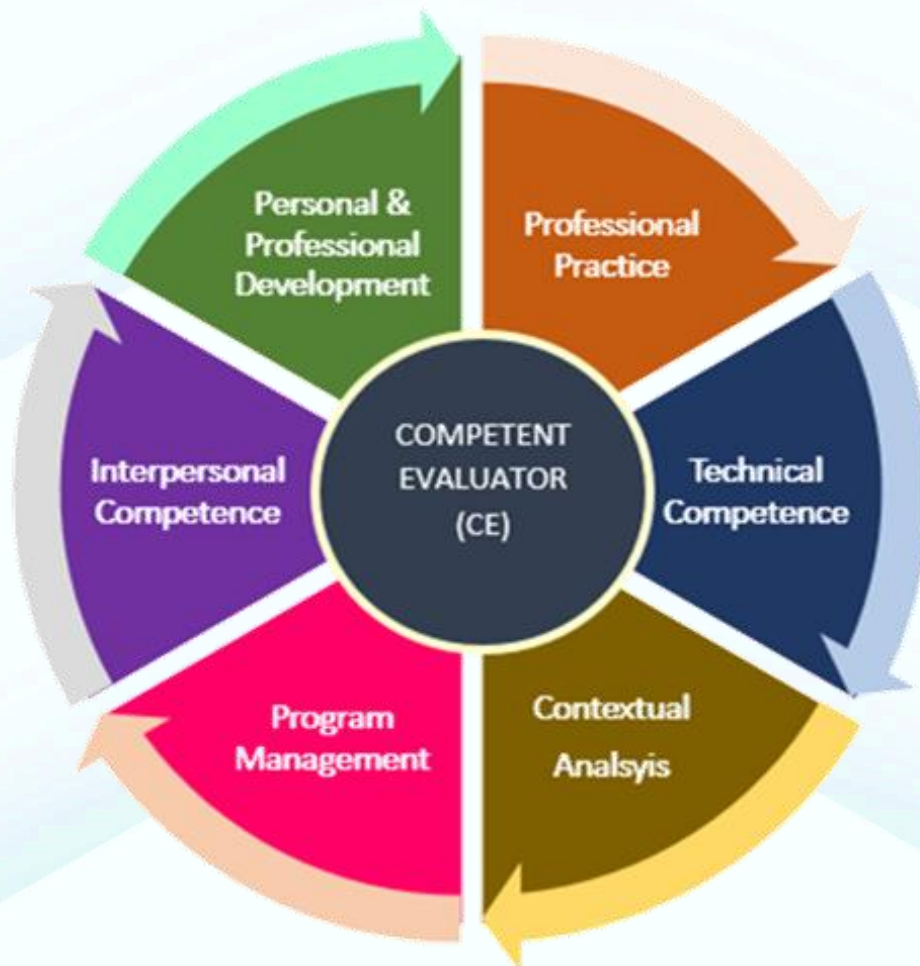 Personal &
Professional
Development
Professional
Practice
Interpersonal
Competence
COMPETENT
EVALUATOR
(CE)
Technical
Competence
Program
Management
Contextual
Analsyis